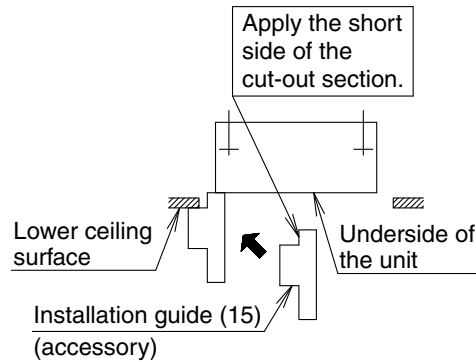 Apply the short
side of the
cut-out section.
Lower ceiling
surface
Underside of
the unit
Installation guide (15)
(accessory)